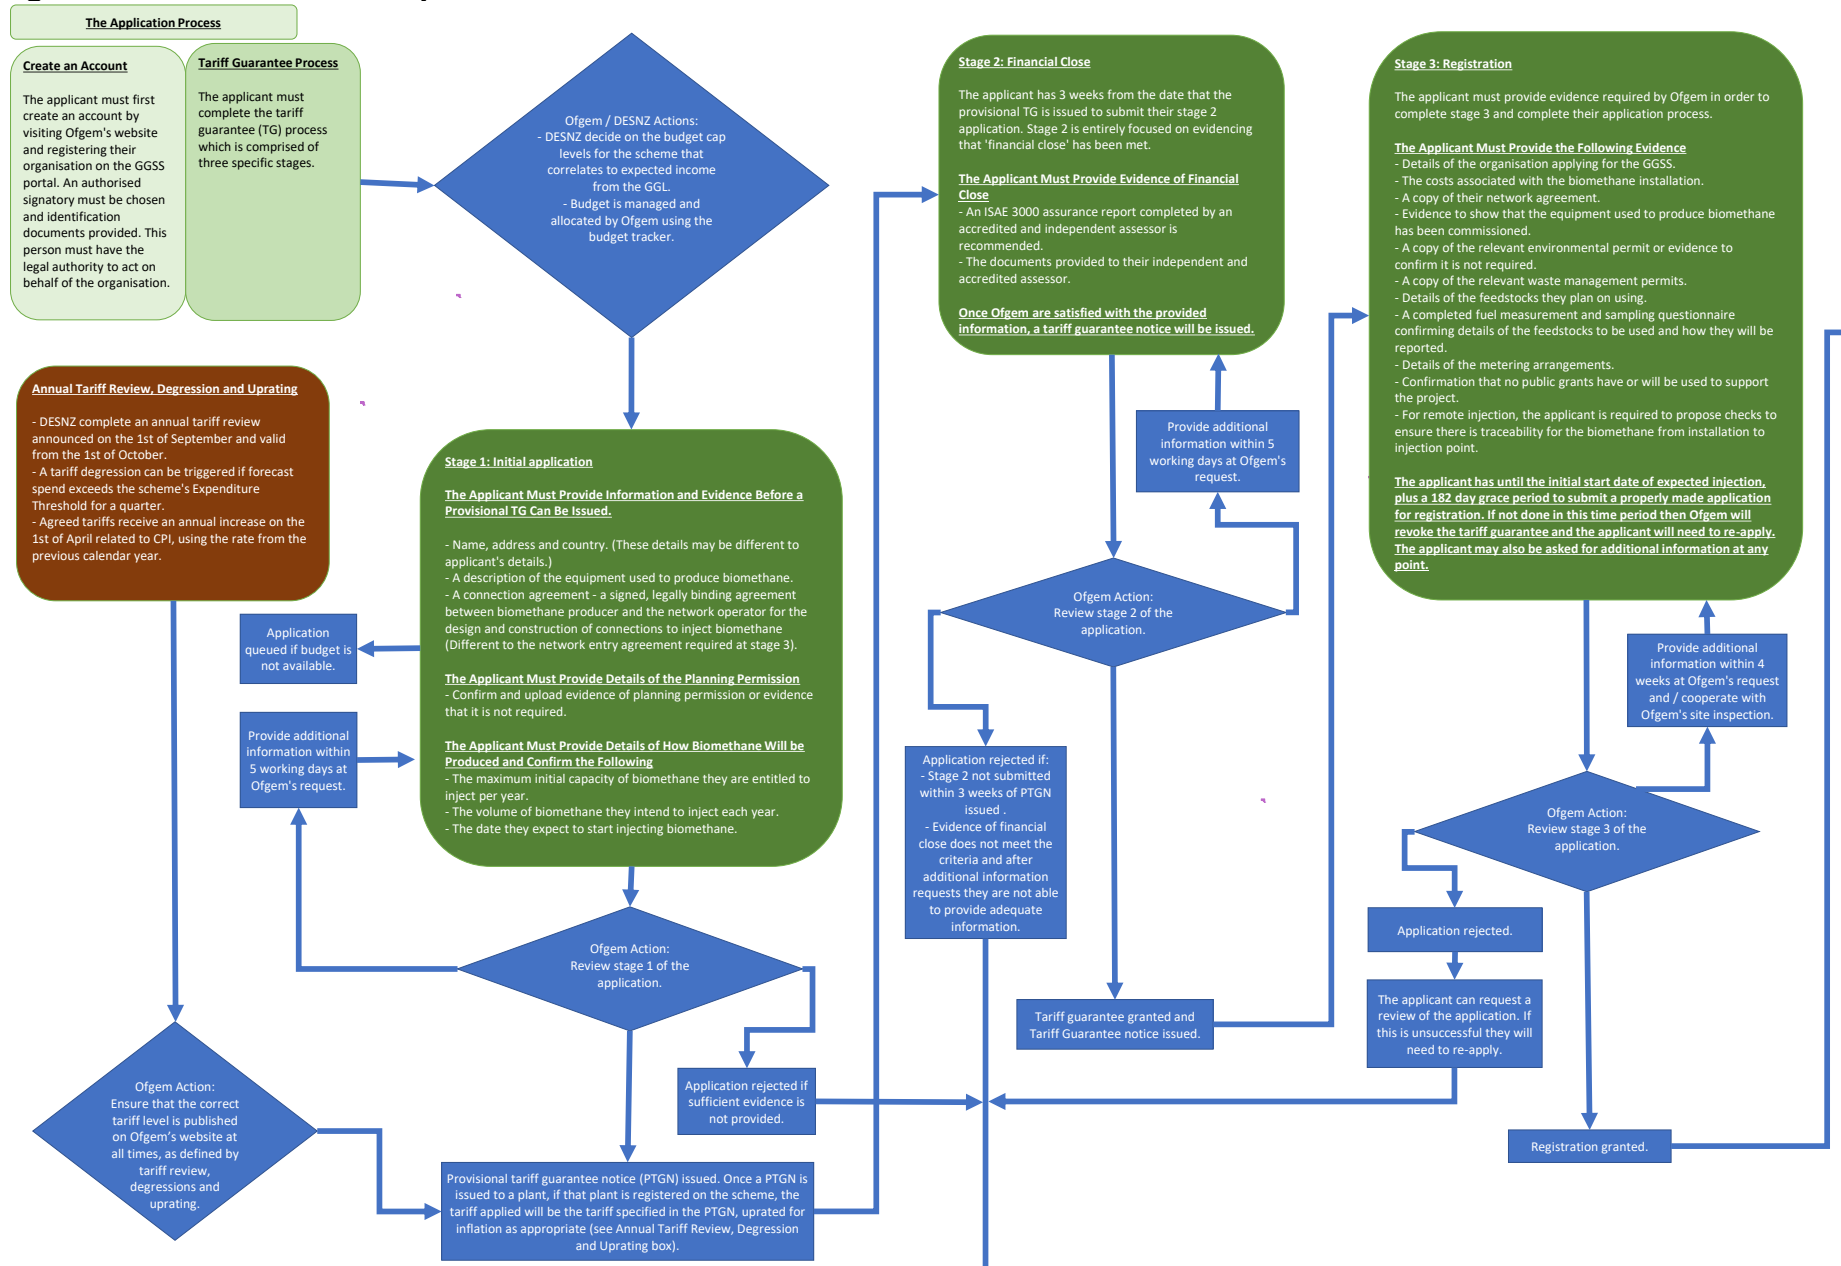 The Application Process
Create an Account
The applicant must first
create an account by
visiting Ofgem's website
and registering their
organisation on the GGSS
portal. An authorised
signatory must be chosen
and identification
documents provided. This
person must have the
legal authority to act on
behalf of the organisation.
Tariff Guarantee Process
The applicant must
complete the tariff
guarantee (TG) process
which is comprised of
three specific stages.
Ofgem / DESNZ Actions:
- DESNZ decide on the budget cap
levels for the scheme that
correlates to expected income
from the GGL.
- Budget is managed and
allocated by Ofgem using the
budget tracker.
Annual Tariff Review, Degression and Uprating
- DESNZ complete an annual tariff review
announced on the 1st of September and valid
from the 1st of October.
- A tariff degression can be triggered if forecast
spend exceeds the scheme's Expenditure
Threshold for a quarter.
- Agreed tariffs receive an annual increase on the
1st of April related to CPI, using the rate from the
previous calendar year.
Ofgem Action:
Ensure that the correct
tariff level is published
on Ofgem's website at
all times, as defined by
tariff review,
degressions and
uprating.
Stage 1: Initial application
The Applicant Must Provide Information and Evidence Before a
Provisional TG Can Be Issued.
- Name, address and country. (These details may be different to
applicant's details.)
- A description of the equipment used to produce biomethane.
- A connection agreement - a signed, legally binding agreement
between biomethane producer and the network operator for the
design and construction of connections to inject biomethane
(Different to the network entry agreement required at stage 3).
The Applicant Must Provide Details of the Planning Permission
- Confirm and upload evidence of planning permission or evidence
that it is not required.
The Applicant Must Provide Details of How Biomethane Will be
Produced and Confirm the Following
- The maximum initial capacity of biomethane they are entitled to
inject per year.
- The volume of biomethane they intend to inject each year.
- The date they expect to start injecting biomethane.
Application
queued if budget is
not available.
Provide additional
information within
5 working days at
Ofgem's request.
Ofgem Action:
Review stage 1 of the
application.
Application rejected if
sufficient evidence is
not provided.
Provisional tariff guarantee notice (PTGN) issued. Once a PTGN is
issued to a plant, if that plant is registered on the scheme, the
tariff applied will be the tariff specified in the PTGN, uprated for
inflation as appropriate (see Annual Tariff Review, Degression
and Uprating box).
Stage 2: Financial Close
The applicant has 3 weeks from the date that the
provisional TG is issued to submit their stage 2
application. Stage 2 is entirely focused on evidencing
that 'financial close' has been met.
The Applicant Must Provide Evidence of Financial
Close
- An ISAE 3000 assurance report completed by an
accredited and independent assessor is
recommended.
- The documents provided to their independent and
accredited assessor.
Once Ofgem are satisfied with the provided
information, a tariff guarantee notice will be issued.
Provide additional
information within 5
working days at Ofgem's
request.
Ofgem Action:
Review stage 2 of the
application.
Application rejected if:
- Stage 2 not submitted
within 3 weeks of PTGN
issued .
- Evidence of financial
close does not meet the
criteria and after
additional information
requests they are not able
to provide adequate
information.
Tariff guarantee granted and
Tariff Guarantee notice issued.
Stage 3: Registration
The applicant must provide evidence required by Ofgem in order to
complete stage 3 and complete their application process.
The Applicant Must Provide the Following Evidence
- Details of the organisation applying for the GGSS.
- The costs associated with the biomethane installation.
- A copy of their network agreement.
- Evidence to show that the equipment used to produce biomethane
has been commissioned.
- A copy of the relevant environmental permit or evidence to
confirm it is not required.
- A copy of the relevant waste management permits.
- Details of the feedstocks they plan on using.
- A completed fuel measurement and sampling questionnaire
confirming details of the feedstocks to be used and how they will be
reported.
- Details of the metering arrangements.
- Confirmation that no public grants have or will be used to support
the project.
- For remote injection, the applicant is required to propose checks to
ensure there is traceability for the biomethane from installation to
injection point.
The applicant has until the initial start date of expected injection,
plus a 182 day grace period to submit a properly made application
for registration. If not done in this time period then Ofgem will
revoke the tariff guarantee and the applicant will need to re-apply.
The applicant may also be asked for additional information at any
point.
Provide additional
information within 4
weeks at Ofgem's request
and / cooperate with
Ofgem's site inspection.
Ofgem Action:
Review stage 3 of the
application.
Application rejected.
The applicant can request a
review of the application. If
this is unsuccessful they will
need to re-apply.
Registration granted.